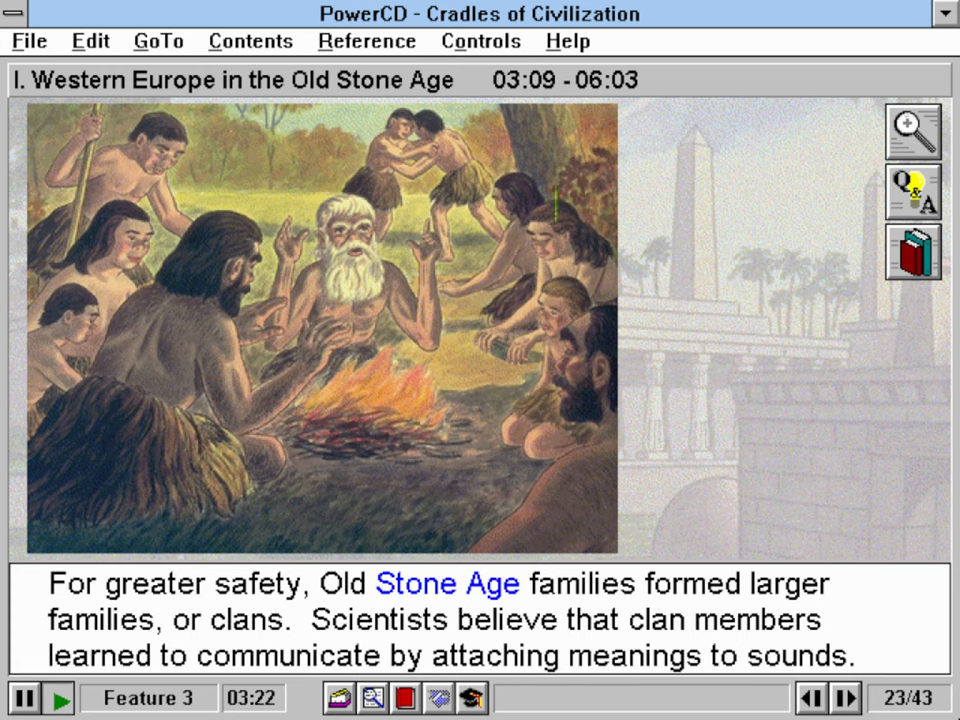 PowerCD - Cradles of Civilization
File Edit GoTo Contents Reference Controls Help
I. Western Europe in the Old Stone Age 03:09 - 06:03
Q & A
For greater safety, Old Stone Age families formed larger
families, or clans. Scientists believe that clan members
learned to communicate by attaching meanings to sounds.
Feature 3 03:22 23/43